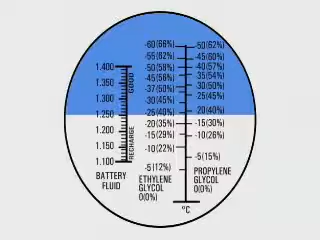 -60(66%) -50(62%)
-55(62%) -45(60%)
1.400 -50(58%) -40(57%)
1.350 GOOD -45(56%) -35(54%)
-37(50%) -30(50%)
1.300 -30(45%) -25(45%)
1.250 -25(40%) -20(40%)
-20(35%) -15(30%)
1.200 -15(29%) -10(26%)
1.150 RECHARGE -10(22%)
1.100 -5(15%)
-5(12%)
BATTERY FLUID
ETHYLENE GLYCOL 0(0%)
PROPYLENE GLYCOL 0(0%)
°C